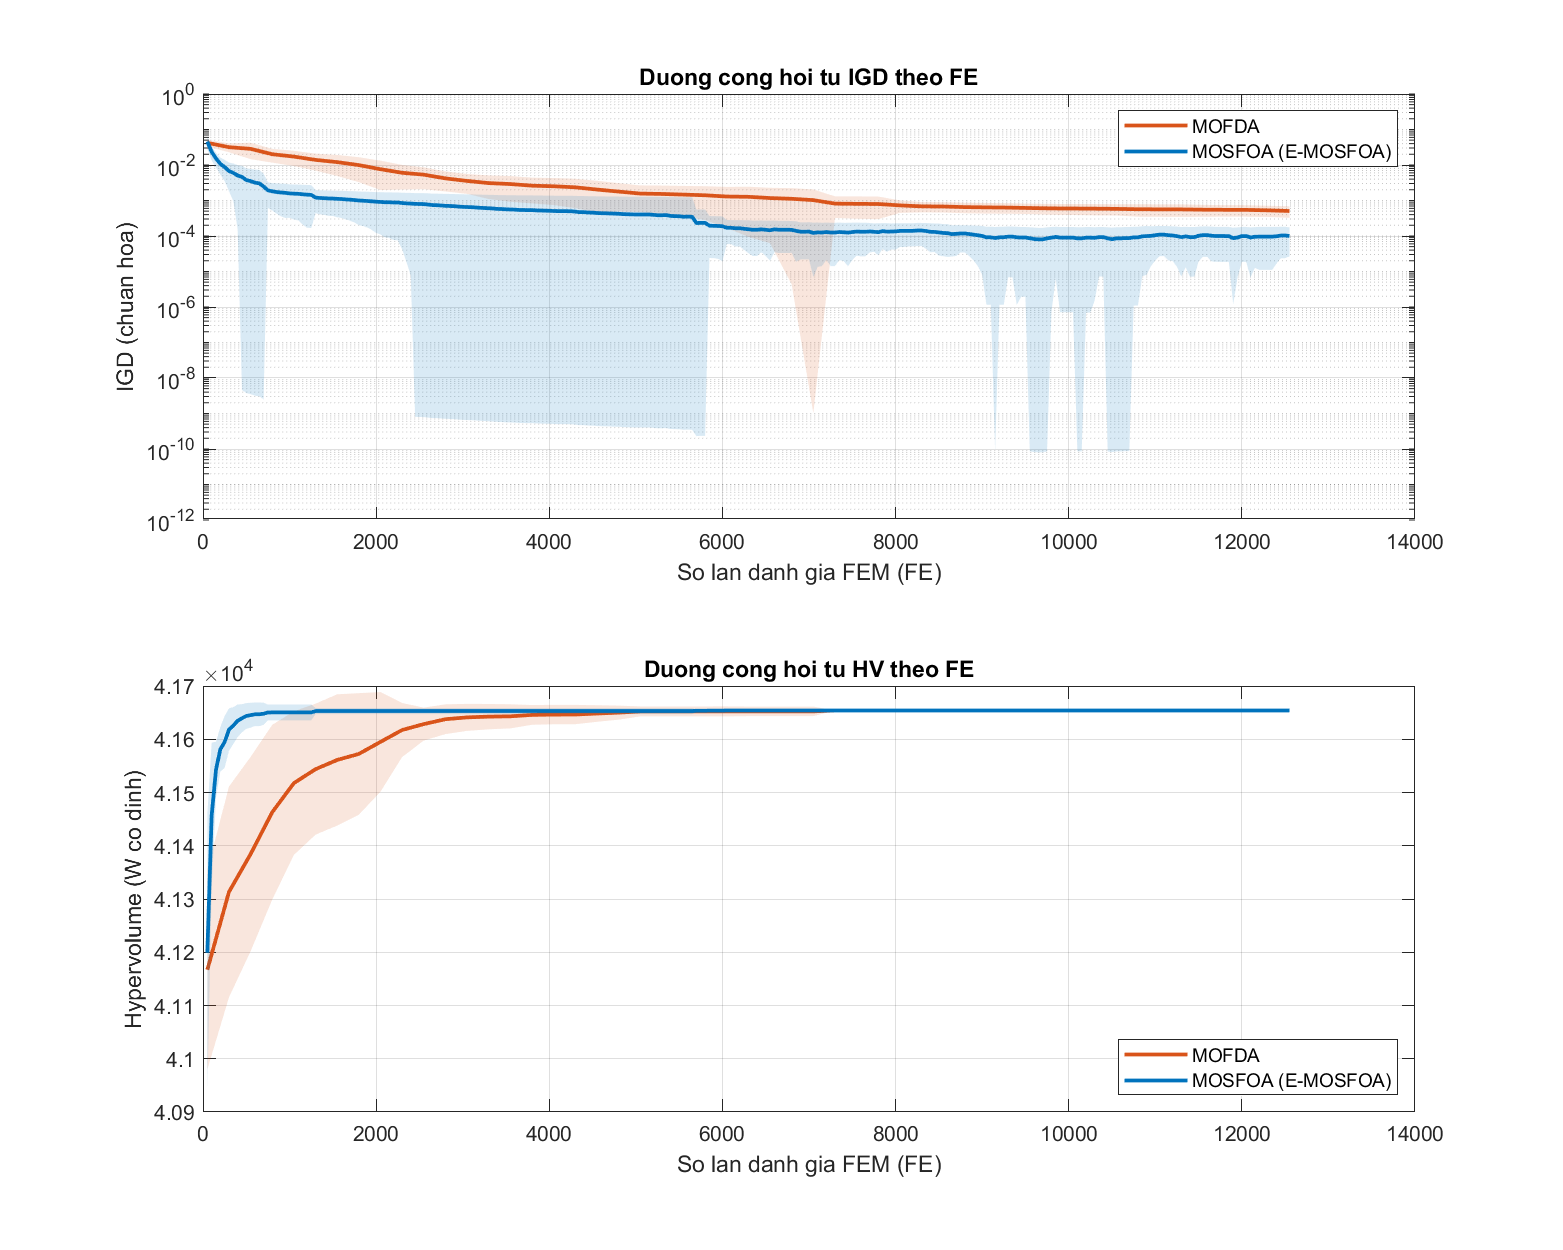 Duong cong hoi tu IGD theo FE
10^0
10^-2
10^-4
10^-6
10^-8
10^-10
10^-12
IGD (chuan hoa)
MOFDA
MOSFOA (E-MOSFOA)
0 2000 4000 6000 8000 10000 12000 14000
So lan danh gia FEM (FE)
Duong cong hoi tu HV theo FE
×10^4
4.17
4.16
4.15
4.14
4.13
4.12
4.11
4.1
4.09
Hypervolume (W co dinh)
MOFDA
MOSFOA (E-MOSFOA)
0 2000 4000 6000 8000 10000 12000 14000
So lan danh gia FEM (FE)